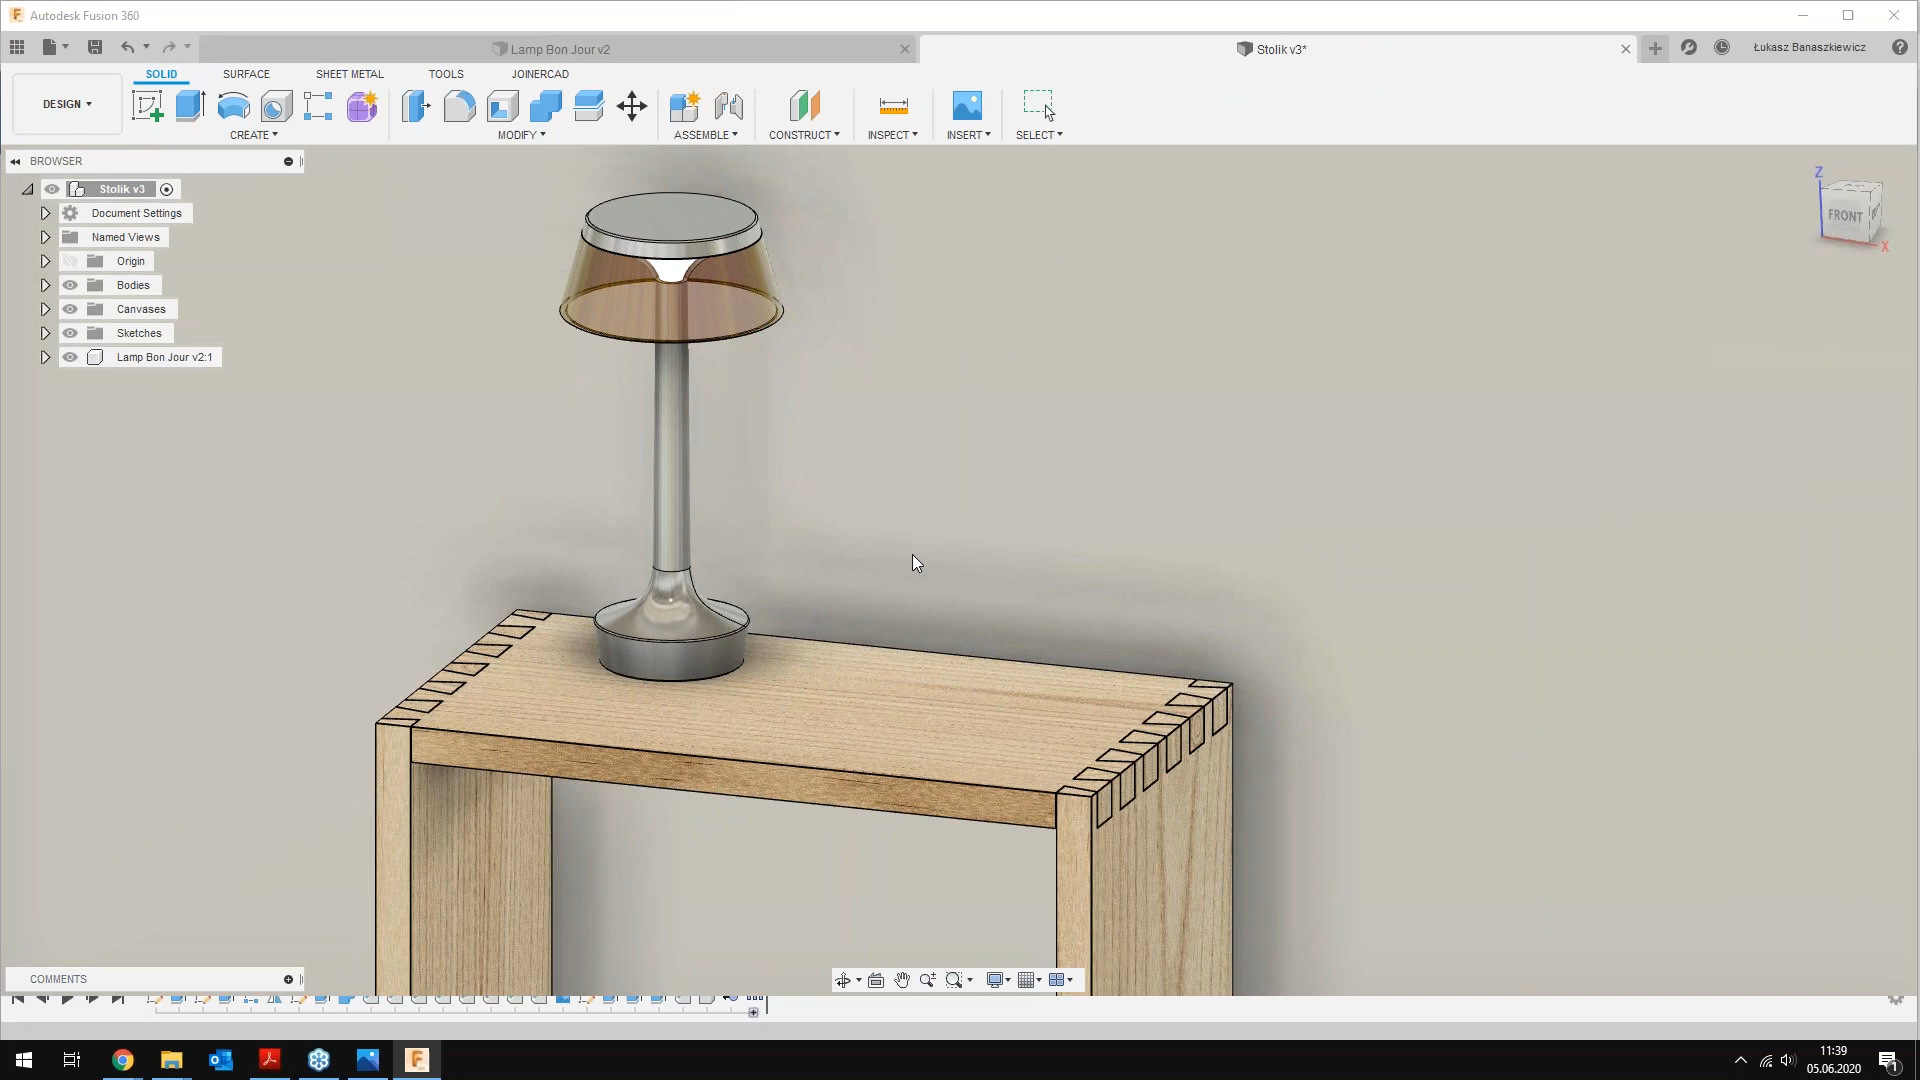 Autodesk Fusion 360
Lamp Bon Jour v2
Stolik v3*
Łukasz Banaszkiewicz
SOLID
SURFACE
SHEET METAL
TOOLS
JOINERCAD
DESIGN
CREATE
MODIFY
ASSEMBLE
CONSTRUCT
INSPECT
INSERT
SELECT
BROWSER
Stolik v3
Document Settings
Named Views
Origin
Bodies
Canvases
Sketches
Lamp Bon Jour v2:1
Z
FRONT
X
COMMENTS
11:39
05.06.2020
1